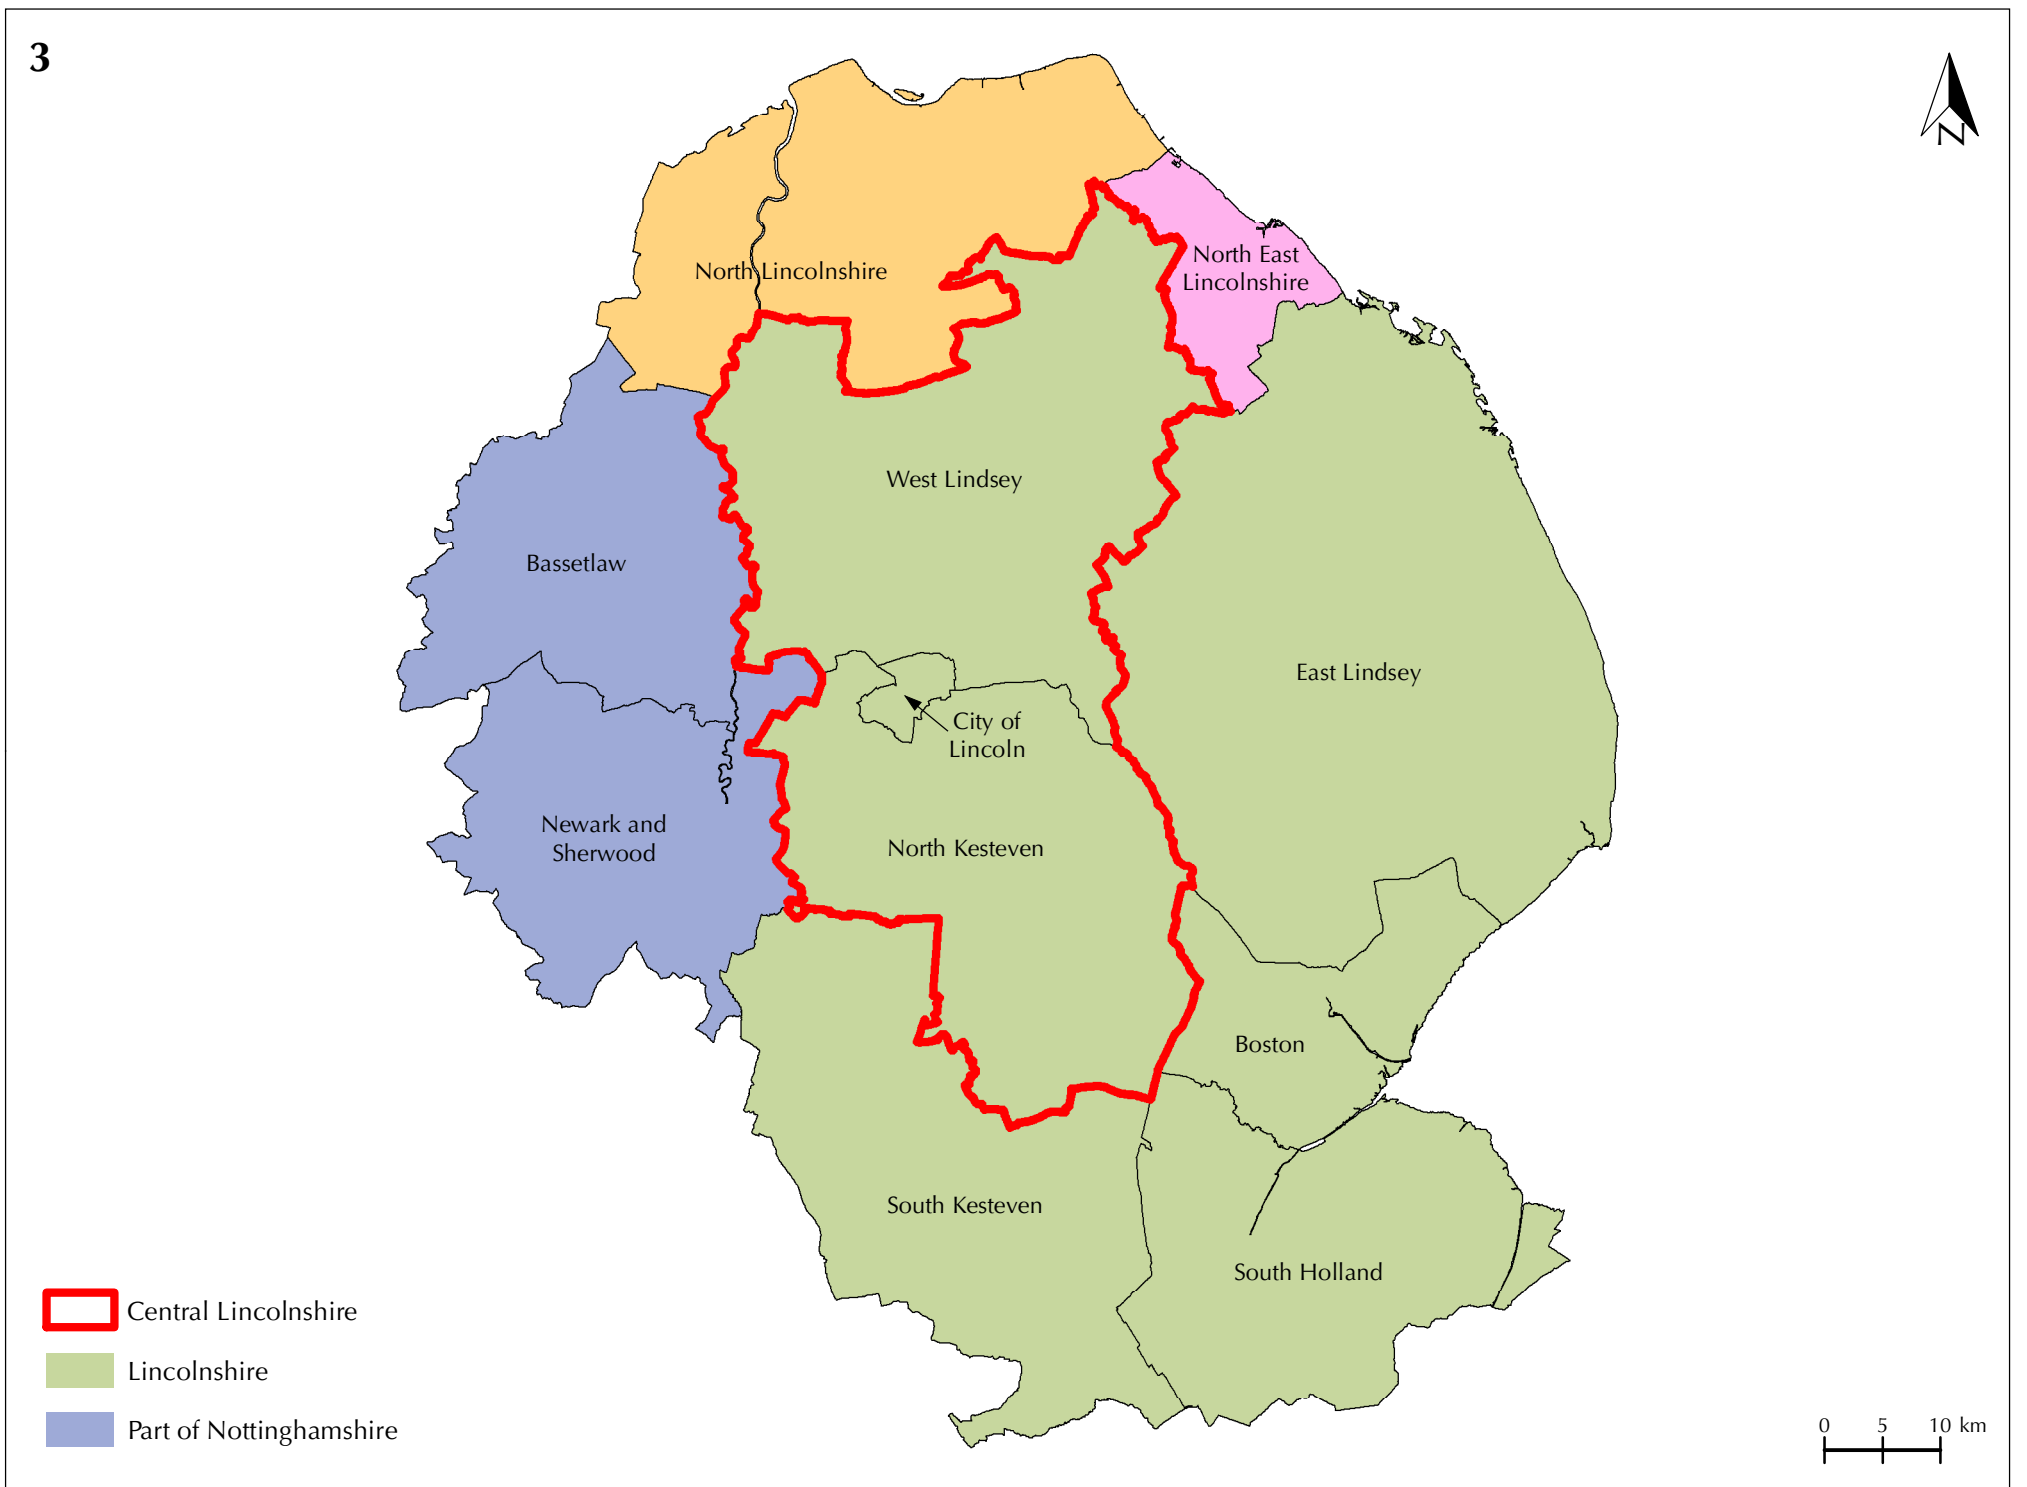 3
N
North Lincolnshire
North East
Lincolnshire
West Lindsey
Bassetlaw
East Lindsey
City of
Lincoln
Newark and
Sherwood
North Kesteven
Boston
South Kesteven
South Holland
Central Lincolnshire
Lincolnshire
Part of Nottinghamshire
0 5 10 km